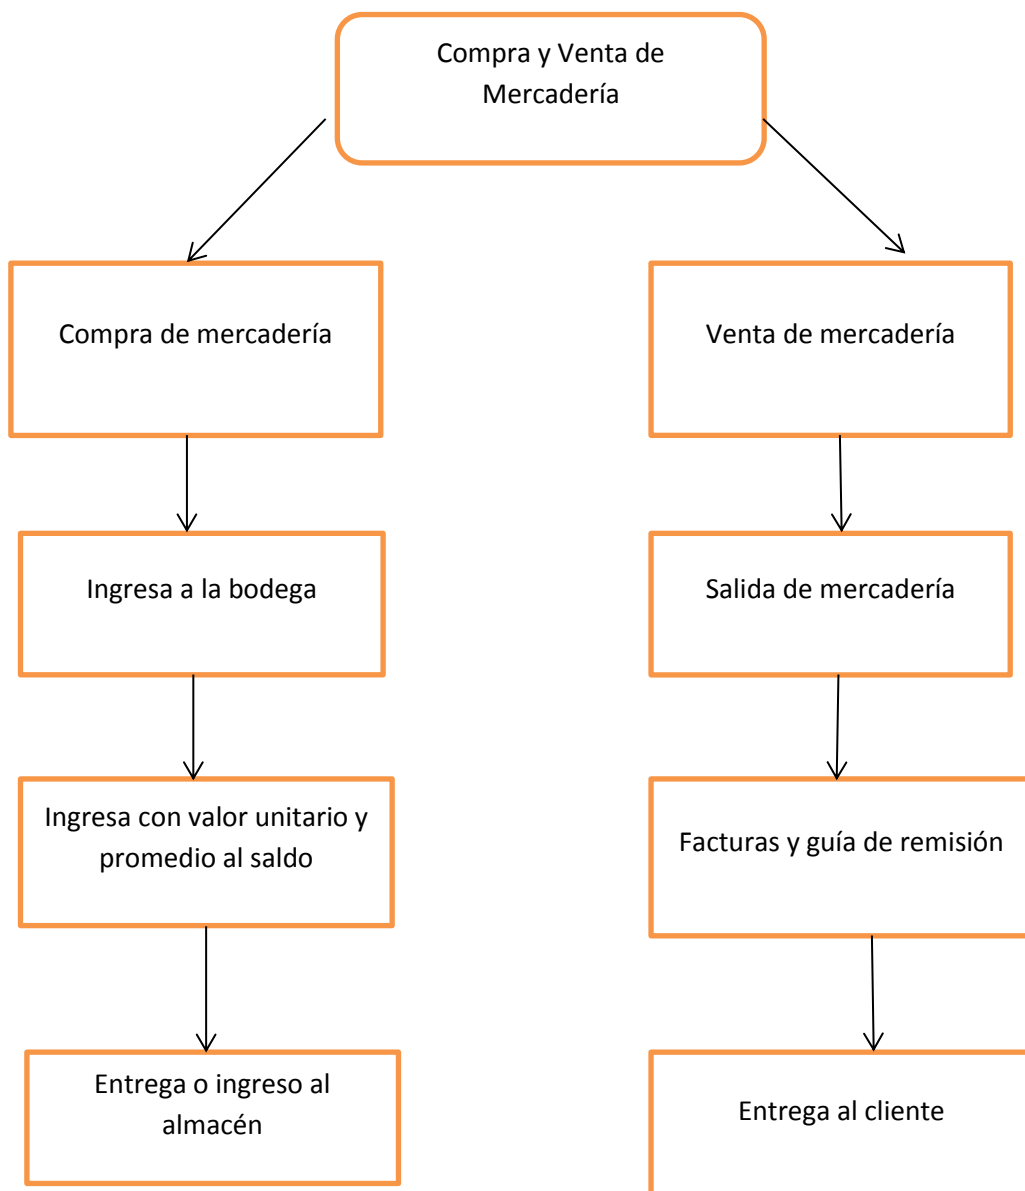 Compra y Venta de
Mercadería
Compra de mercadería
Venta de mercadería
Ingresa a la bodega
Salida de mercadería
Ingresa con valor unitario y
promedio al saldo
Facturas y guía de remisión
Entrega o ingreso al
almacén
Entrega al cliente